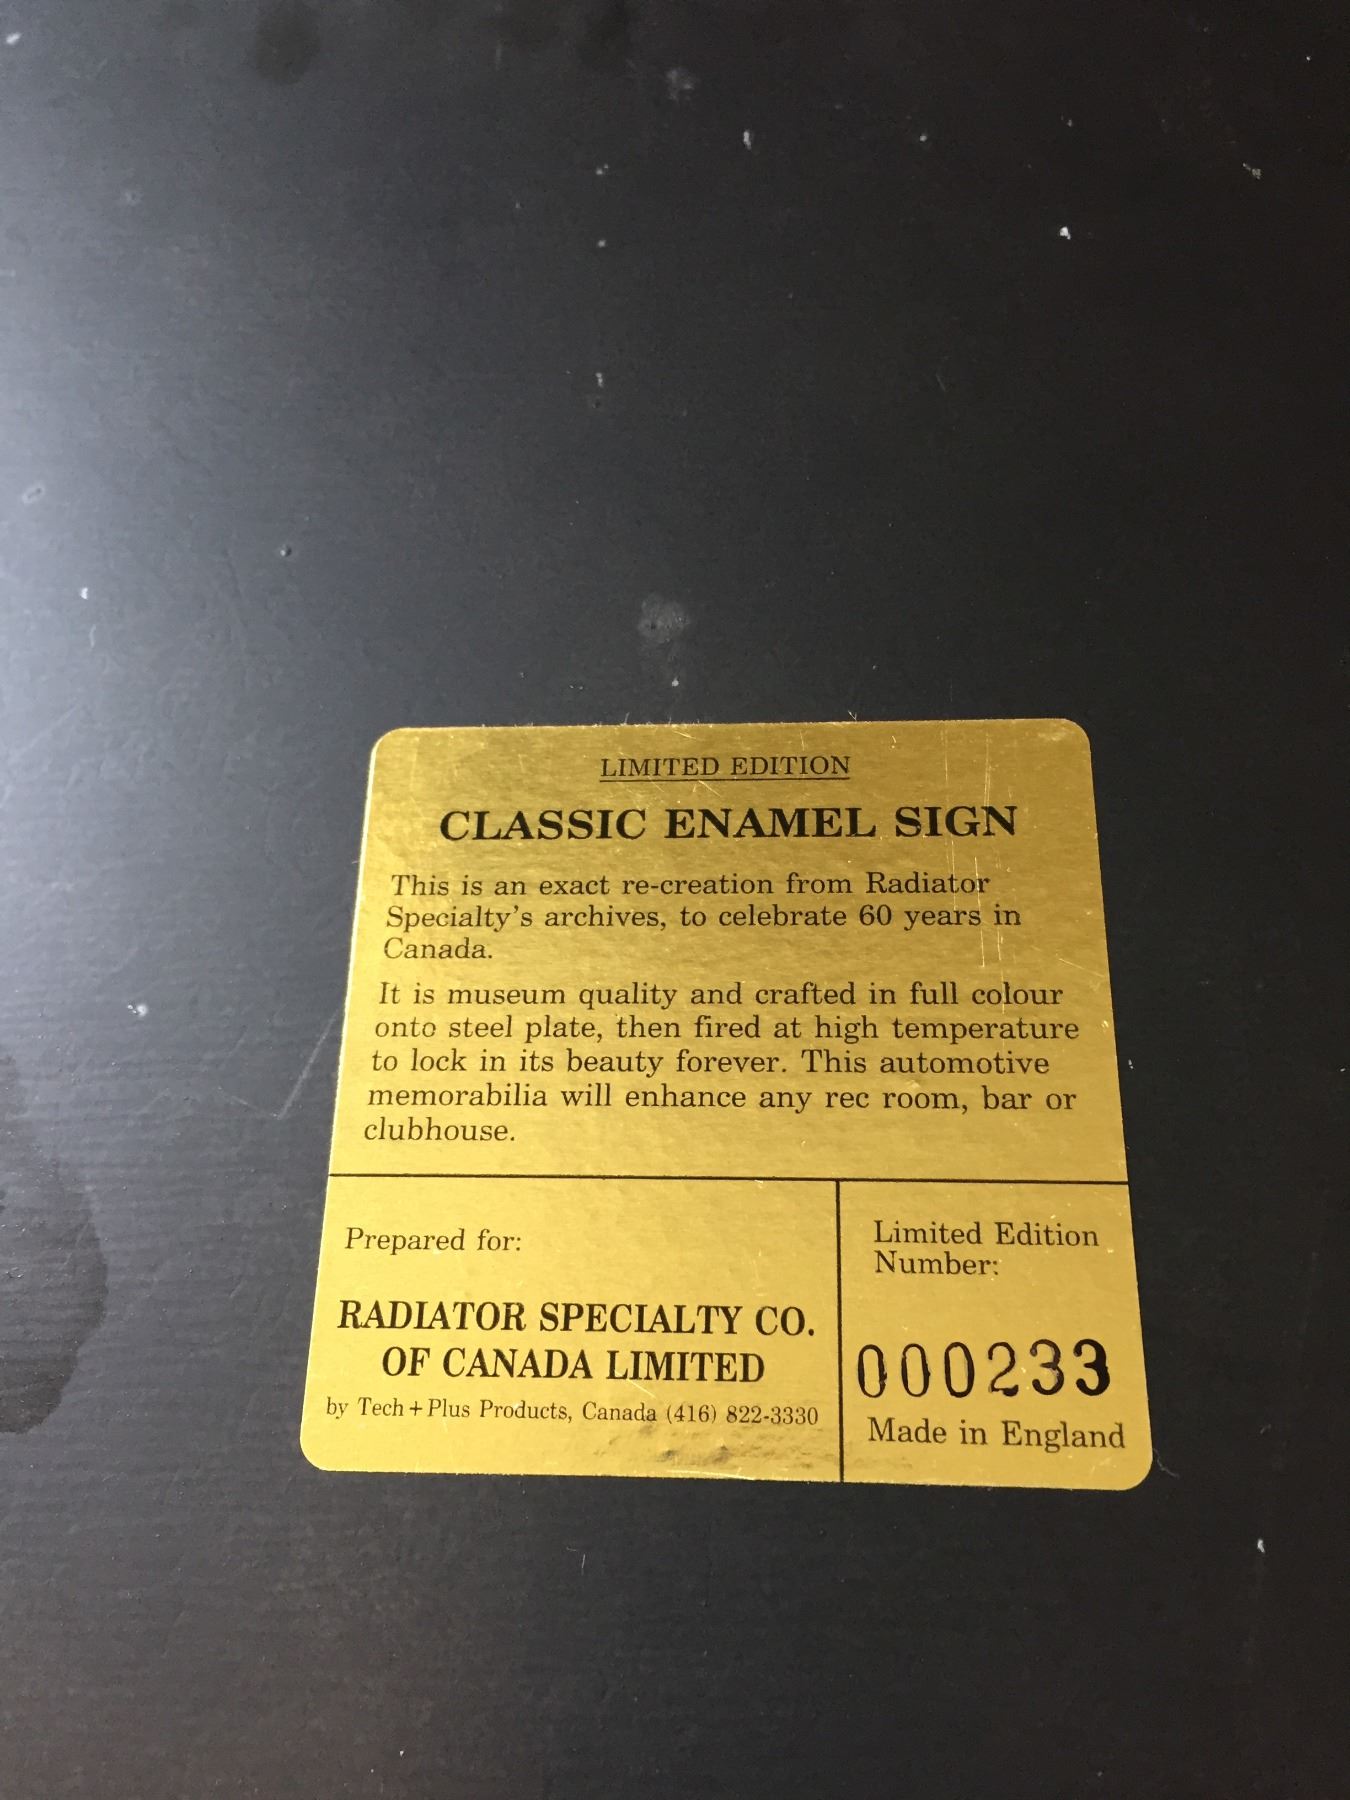 LIMITED EDITION
CLASSIC ENAMEL SIGN
This is an exact re-creation from Radiator
Specialty's archives, to celebrate 60 years in
Canada.
It is museum quality and crafted in full colour
onto steel plate, then fired at high temperature
to lock in its beauty forever. This automotive
memorabilia will enhance any rec room, bar or
clubhouse.
Prepared for:
RADIATOR SPECIALTY CO.
OF CANADA LIMITED
by Tech+Plus Products, Canada (416) 822-3330
Limited Edition
Number:
000233
Made in England